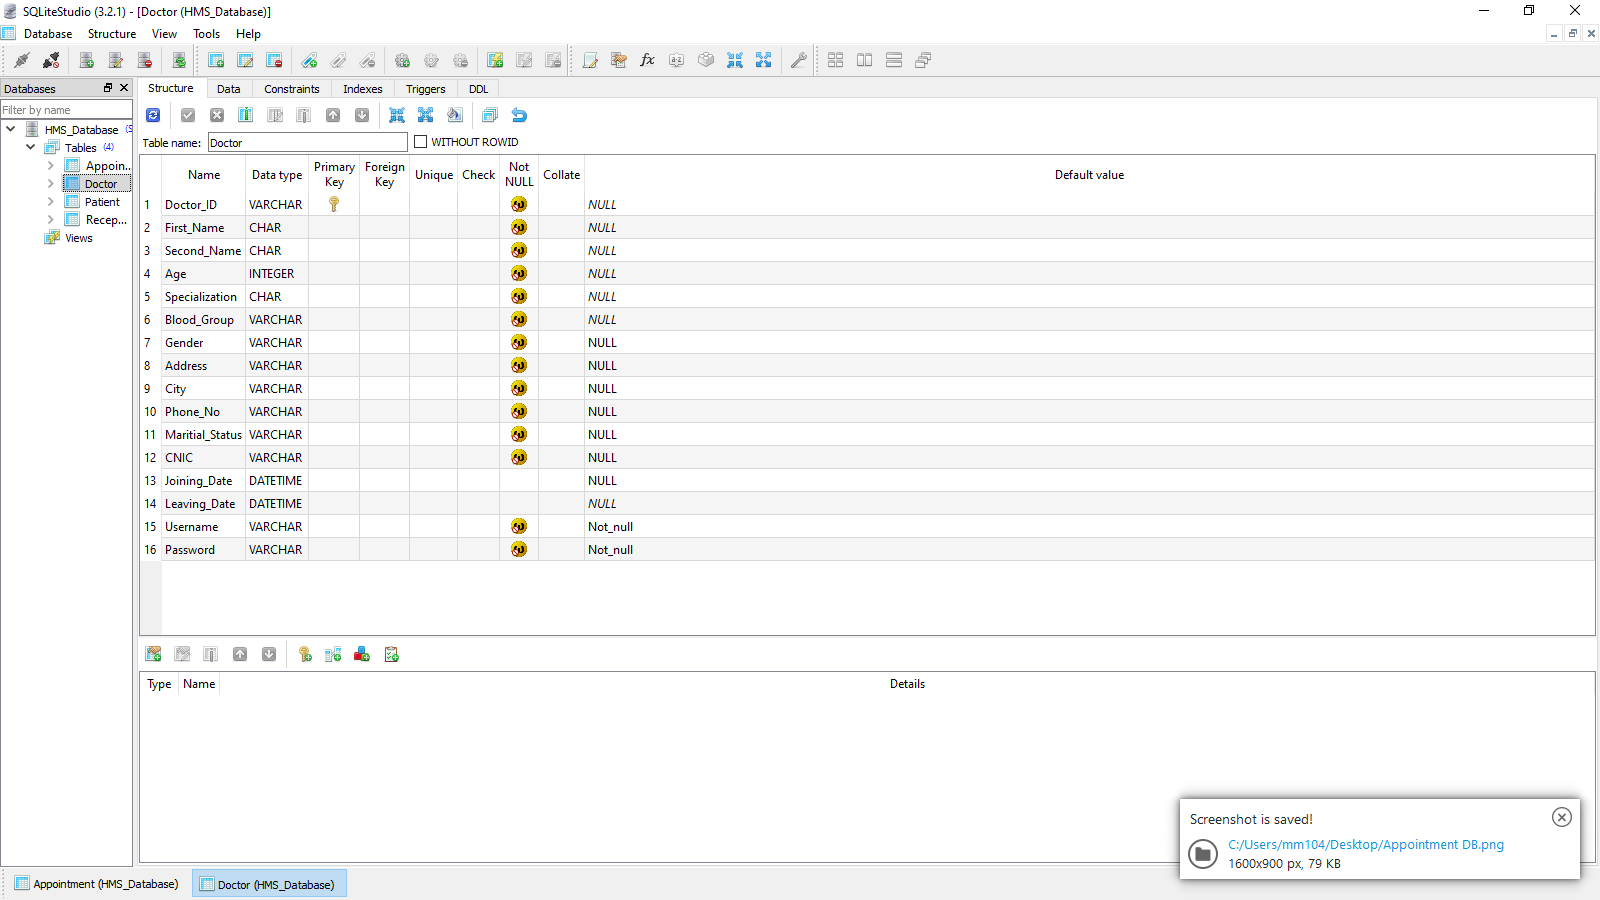 SQLiteStudio (3.2.1) - [Doctor (HMS_Database)]
Database Structure View Tools Help
Databases
Filter by name
HMS_Database (S
Tables (4)
Appoin...
Doctor
Patient
Recep...
Views
Structure Data Constraints Indexes Triggers DDL
Table name: Doctor WITHOUT ROWID
Name Data type Primary Key Foreign Key Unique Check Not NULL Collate Default value
1 Doctor_ID VARCHAR NULL
2 First_Name CHAR NULL
3 Second_Name CHAR NULL
4 Age INTEGER NULL
5 Specialization CHAR NULL
6 Blood_Group VARCHAR NULL
7 Gender VARCHAR NULL
8 Address VARCHAR NULL
9 City VARCHAR NULL
10 Phone_No VARCHAR NULL
11 Maritial_Status VARCHAR NULL
12 CNIC VARCHAR NULL
13 Joining_Date DATETIME NULL
14 Leaving_Date DATETIME NULL
15 Username VARCHAR Not_null
16 Password VARCHAR Not_null
Type Name Details
Screenshot is saved!
C:/Users/mm104/Desktop/Appointment DB.png
1600x900 px, 79 KB
Appointment (HMS_Database) Doctor (HMS_Database)